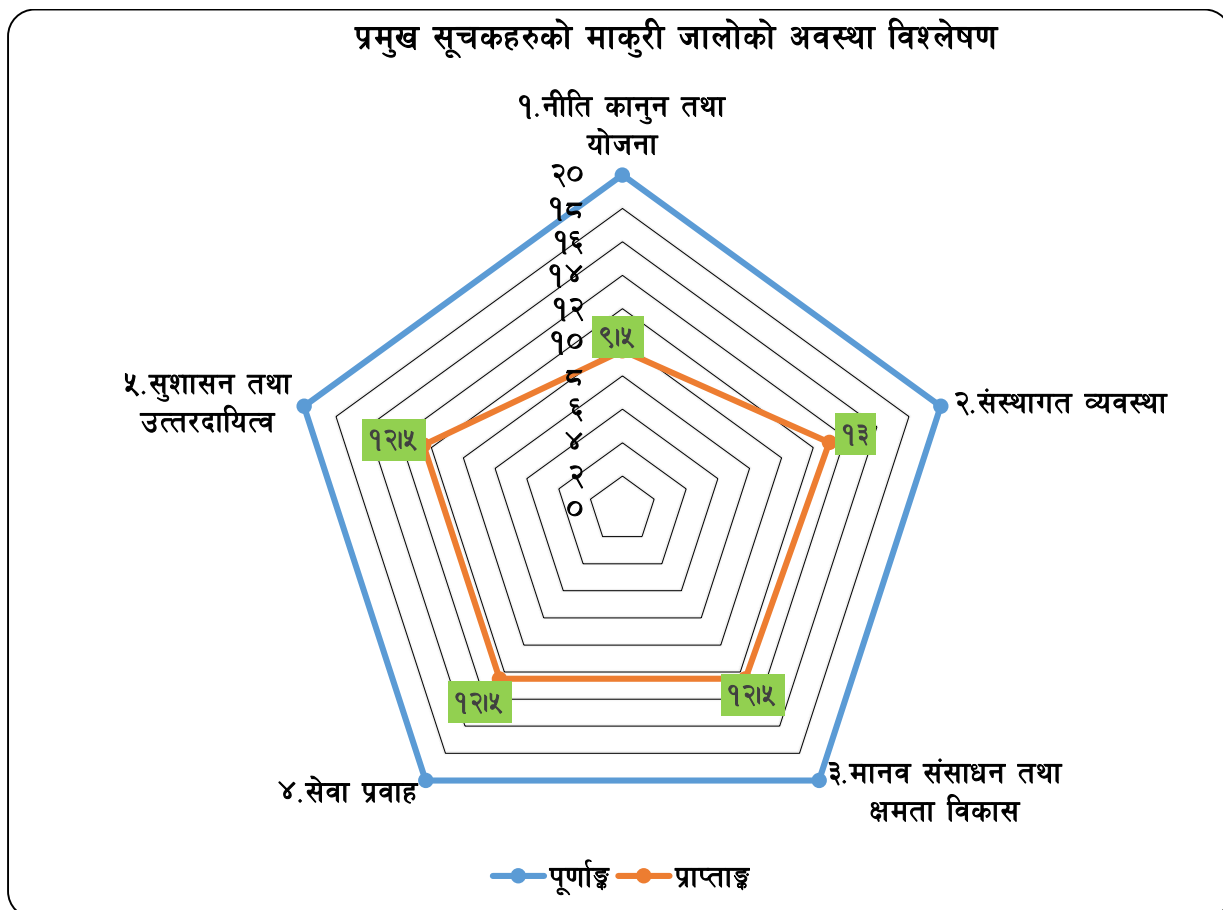 प्रमुख सूचकहरुको माकुरी जालोको अवस्था विश्लेषण
१.नीति कानुन तथा
योजना
२०
१८
१६
१४
१२
१०
८
६
४
२
०
९।५
२.संस्थागत व्यवस्था
१३
५.सुशासन तथा
उत्तरदायित्व
१२।५
१२।५
१२।५
३.मानव संसाधन तथा
क्षमता विकास
४.सेवा प्रवाह
पूर्णाङ्क
प्राप्ताङ्क